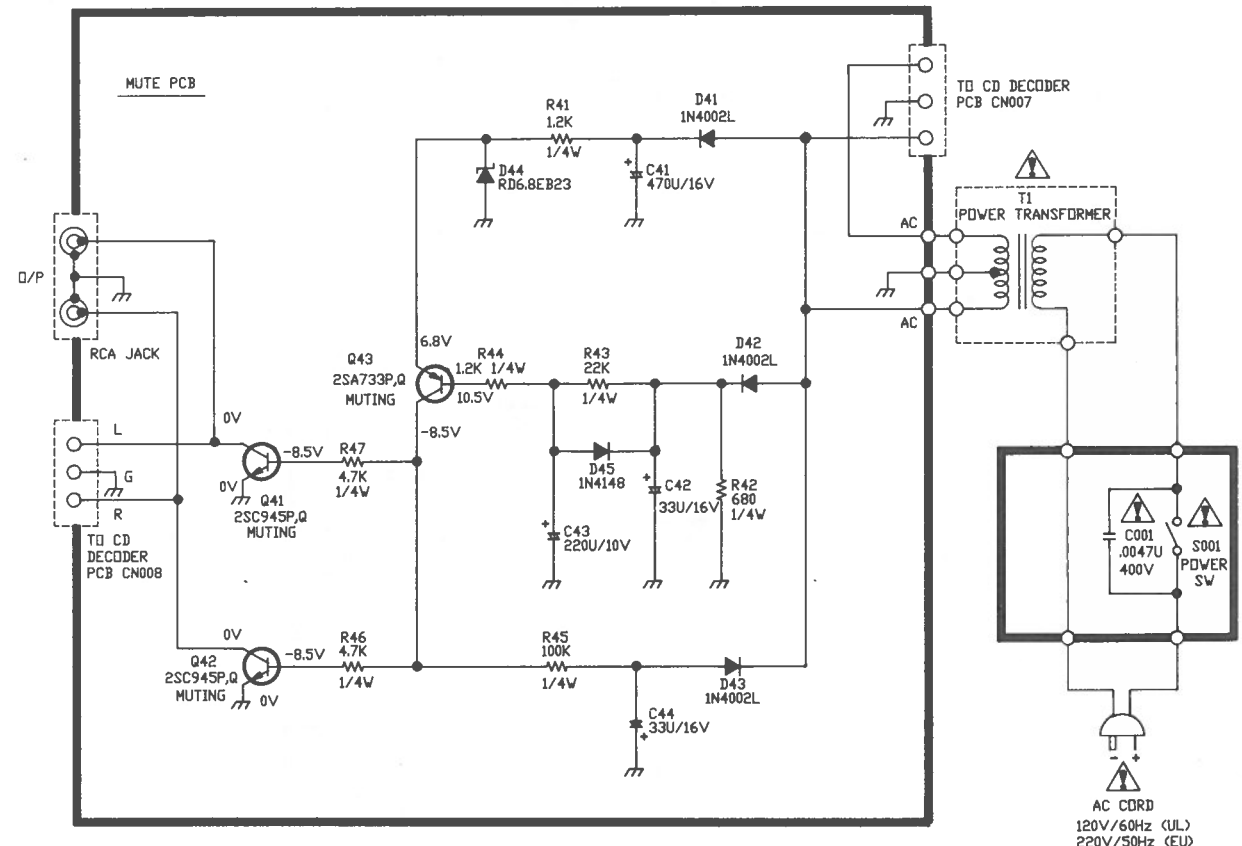 MUTE PCB
R41
1.2K
1/4W
D41
1N4002L
TO CD DECODER
PCB CN007
D44
RD6.8EB23
+
C41
470U/16V
T1
POWER TRANSFORMER
AC
AC
O/P
RCA JACK
6.8V
Q43
2SA733P,Q
MUTING
R44
1.2K 1/4W
10.5V
R43
22K
1/4W
D42
1N4002L
-8.5V
L
G
R
0V
-8.5V
0V
Q41
2SC945P,Q
MUTING
R47
4.7K
1/4W
D45
1N4148
+
C42
33U/16V
R42
680
1/4W
+
C43
220U/10V
TO CD
DECODER
PCB CN008
C001
.0047U
400V
S001
POWER
SW
0V
Q42
2SC945P,Q
MUTING
-8.5V
0V
R46
4.7K
1/4W
R45
100K
1/4W
D43
1N4002L
C44
33U/16V
+
- +
AC CORD
120V/60Hz (UL)
220V/50Hz (EU)